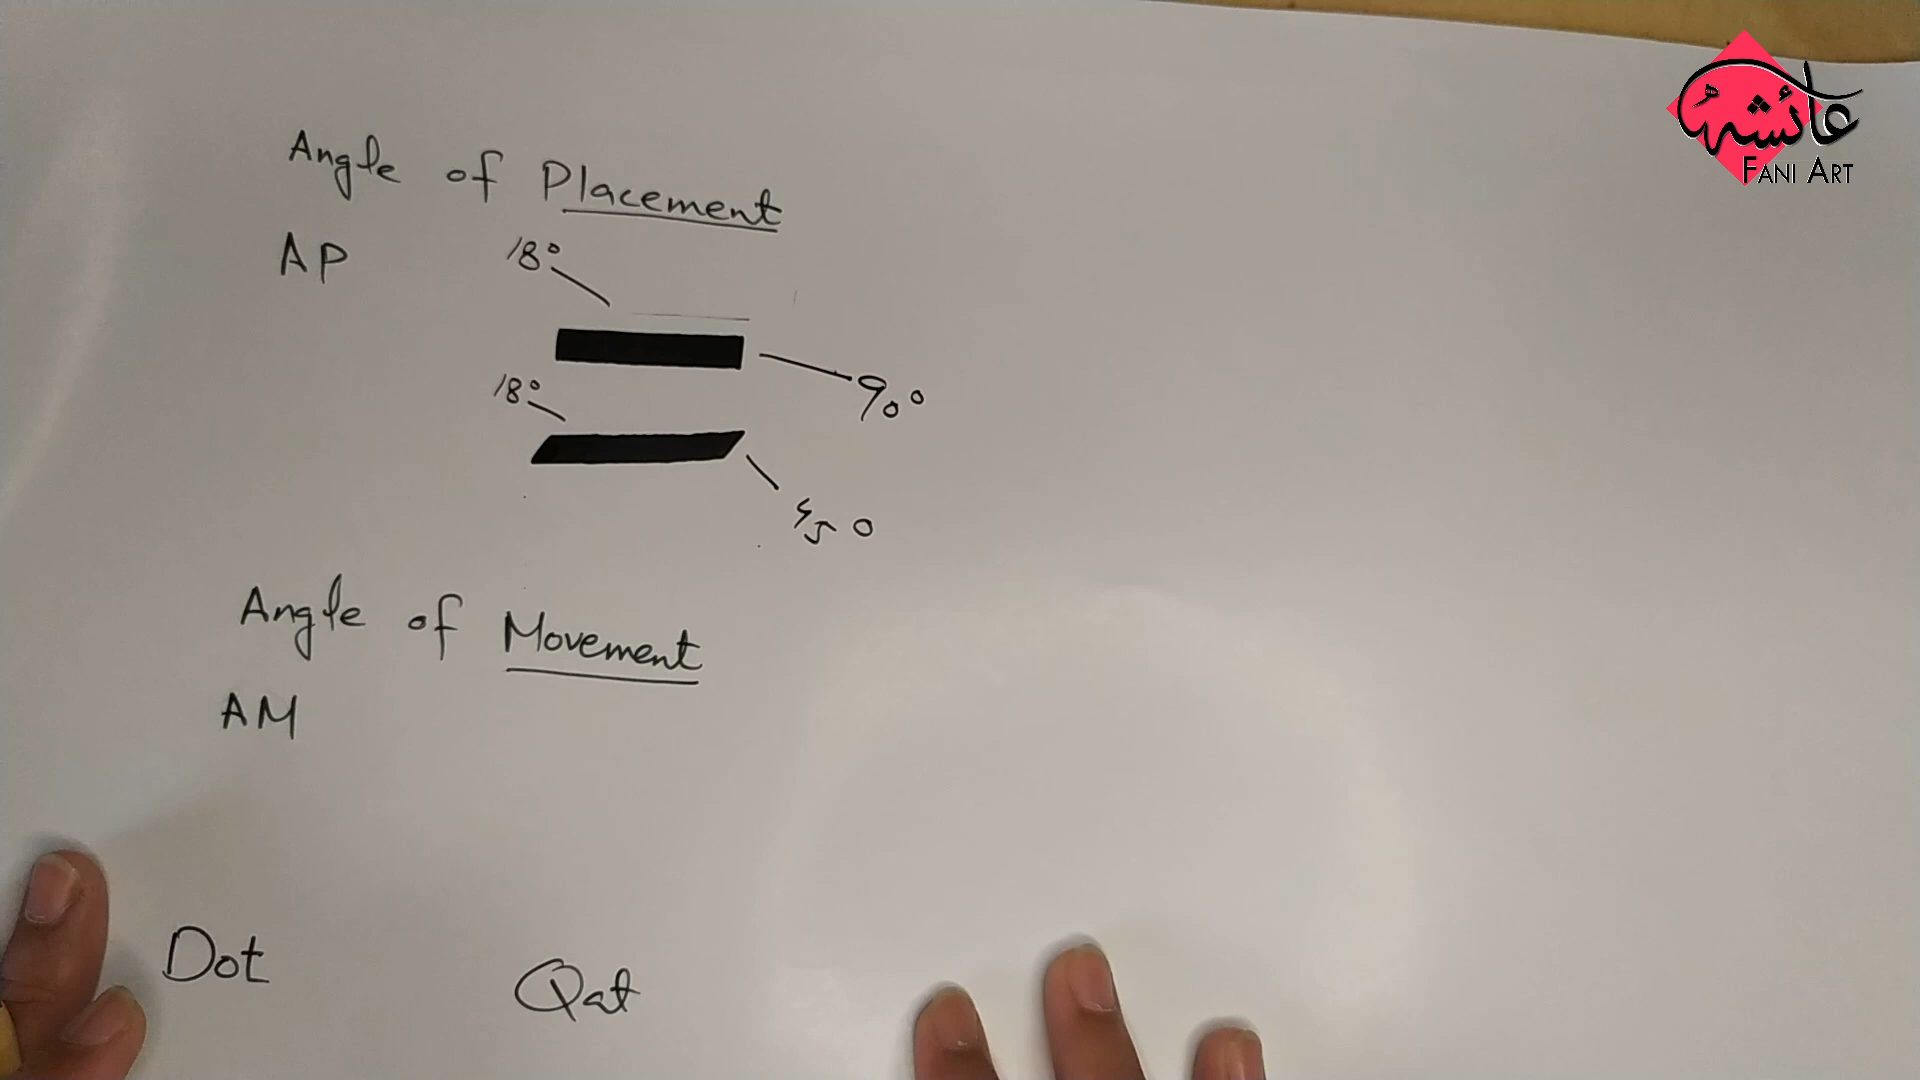 Angle of Placement
AP
18°
90°
18°
45°
Angle of Movement
AM
Dot
Qat
عائشہ
FANI ART